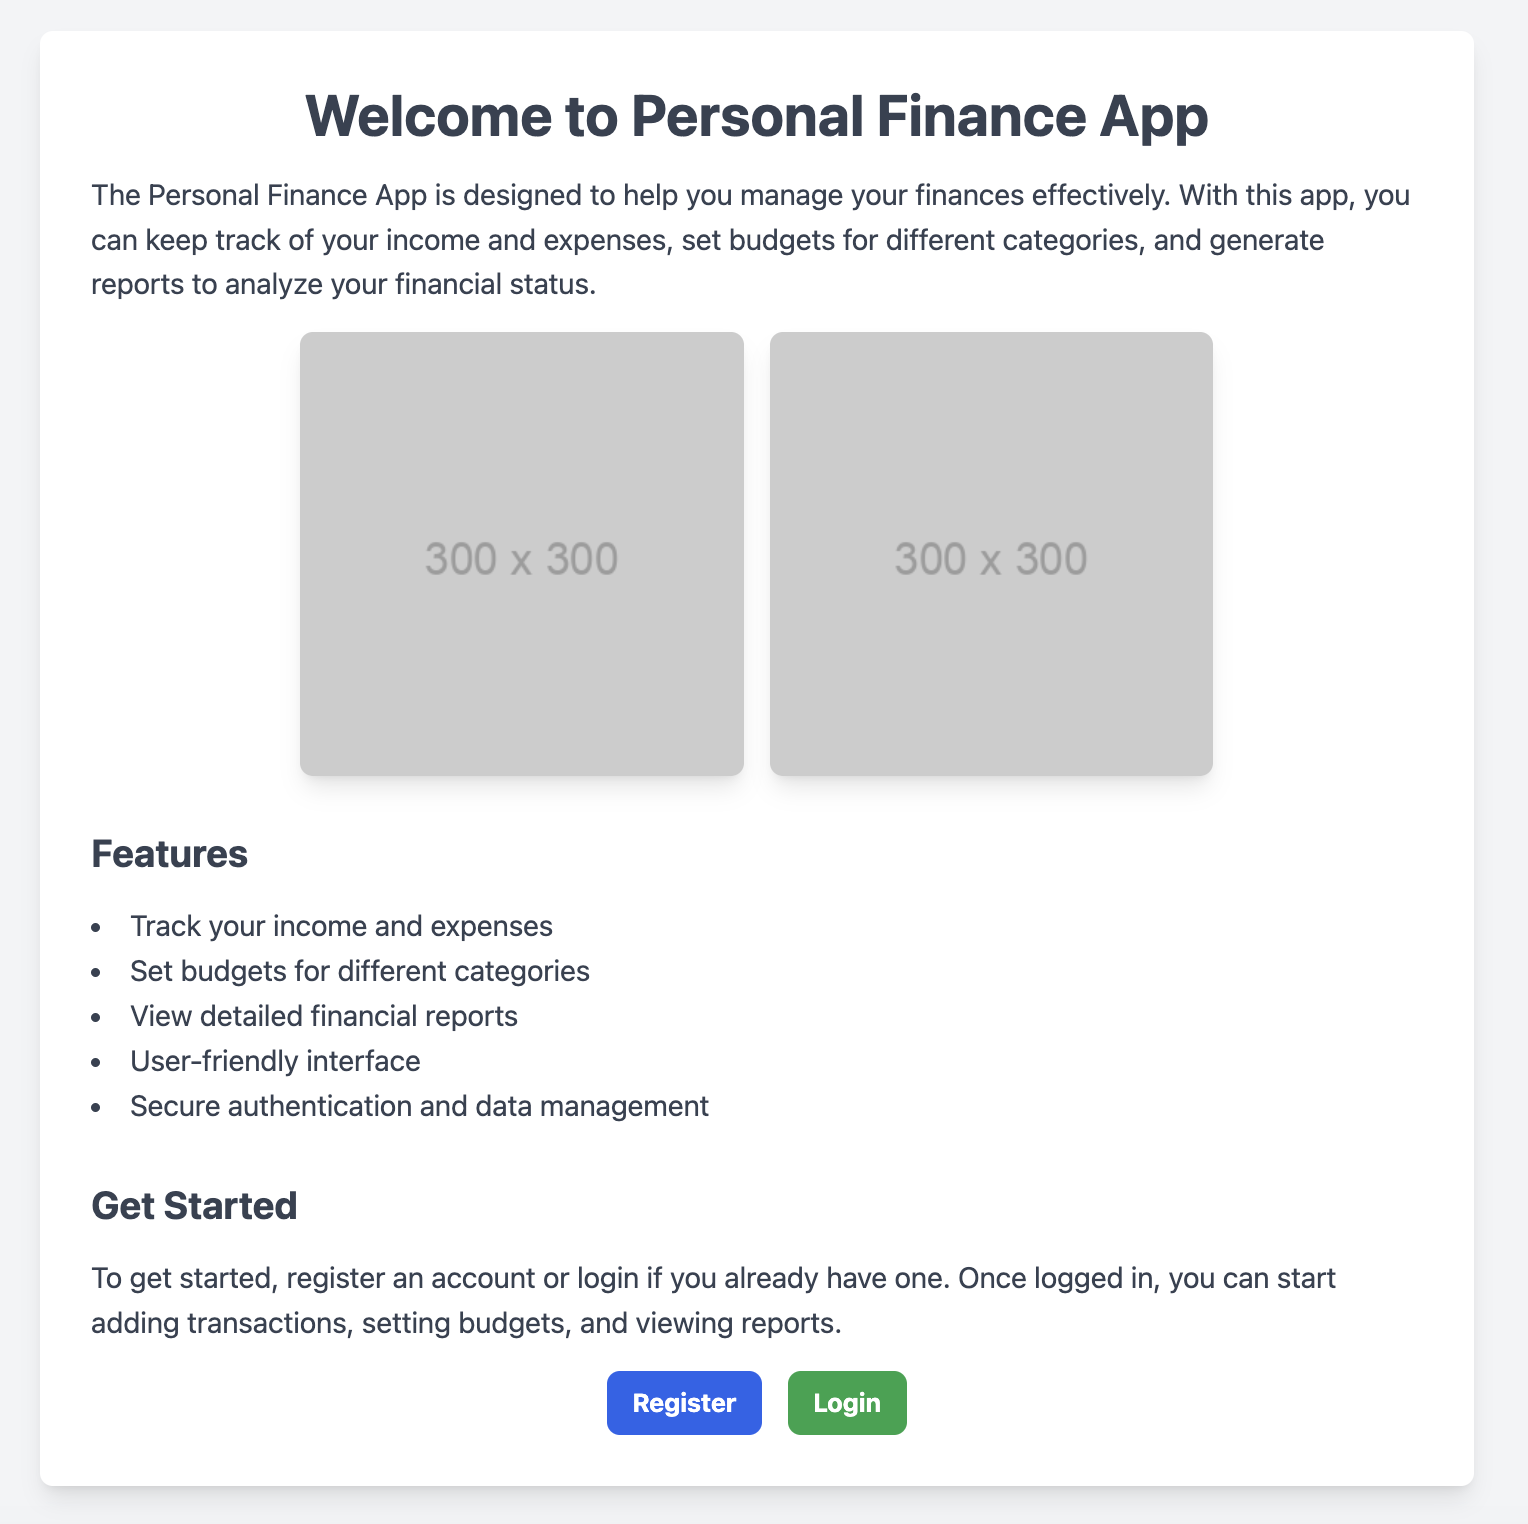 Welcome to Personal Finance App
The Personal Finance App is designed to help you manage your finances effectively. With this app, you
can keep track of your income and expenses, set budgets for different categories, and generate
reports to analyze your financial status.
300 x 300
300 x 300
Features
• Track your income and expenses
• Set budgets for different categories
• View detailed financial reports
• User-friendly interface
• Secure authentication and data management
Get Started
To get started, register an account or login if you already have one. Once logged in, you can start
adding transactions, setting budgets, and viewing reports.
Register
Login